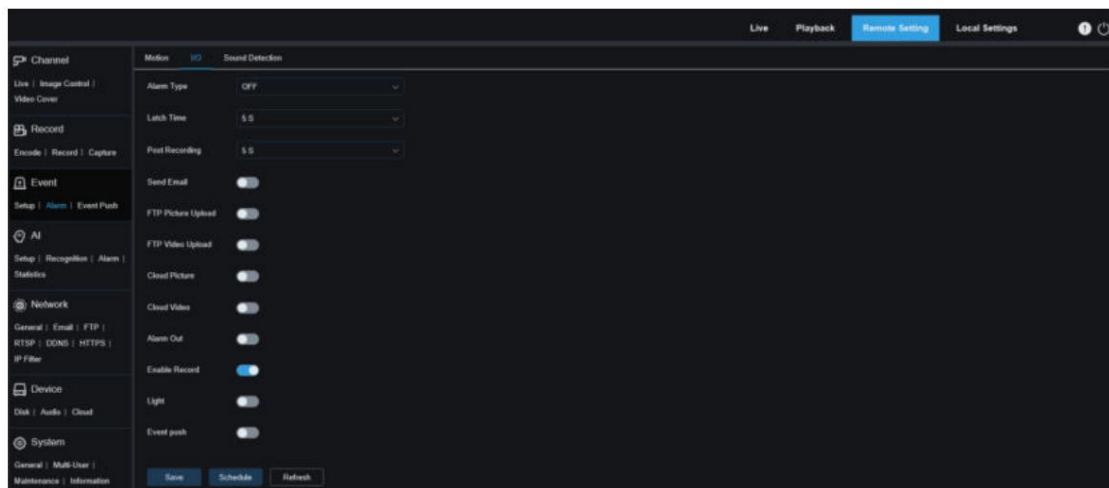 Live Playback Remote Setting Local Settings
Channel
Live | Image Control |
Video Cover
Record
Encode | Record | Capture
Event
Setup | Alarm | Event Push
AI
Setup | Recognition | Alarm |
Statistics
Network
General | Email | FTP |
RTSP | DDNS | HTTPS |
IP Filter
Device
Disk | Audio | Cloud
System
General | Multi-User |
Maintenance | Information
Motion I/O Sound Detection
Alarm Type OFF
Latch Time 5 S
Post Recording 5 S
Send Email
FTP Picture Upload
FTP Video Upload
Cloud Picture
Cloud Video
Alarm Out
Enable Record
Light
Event push
Save Schedule Refresh